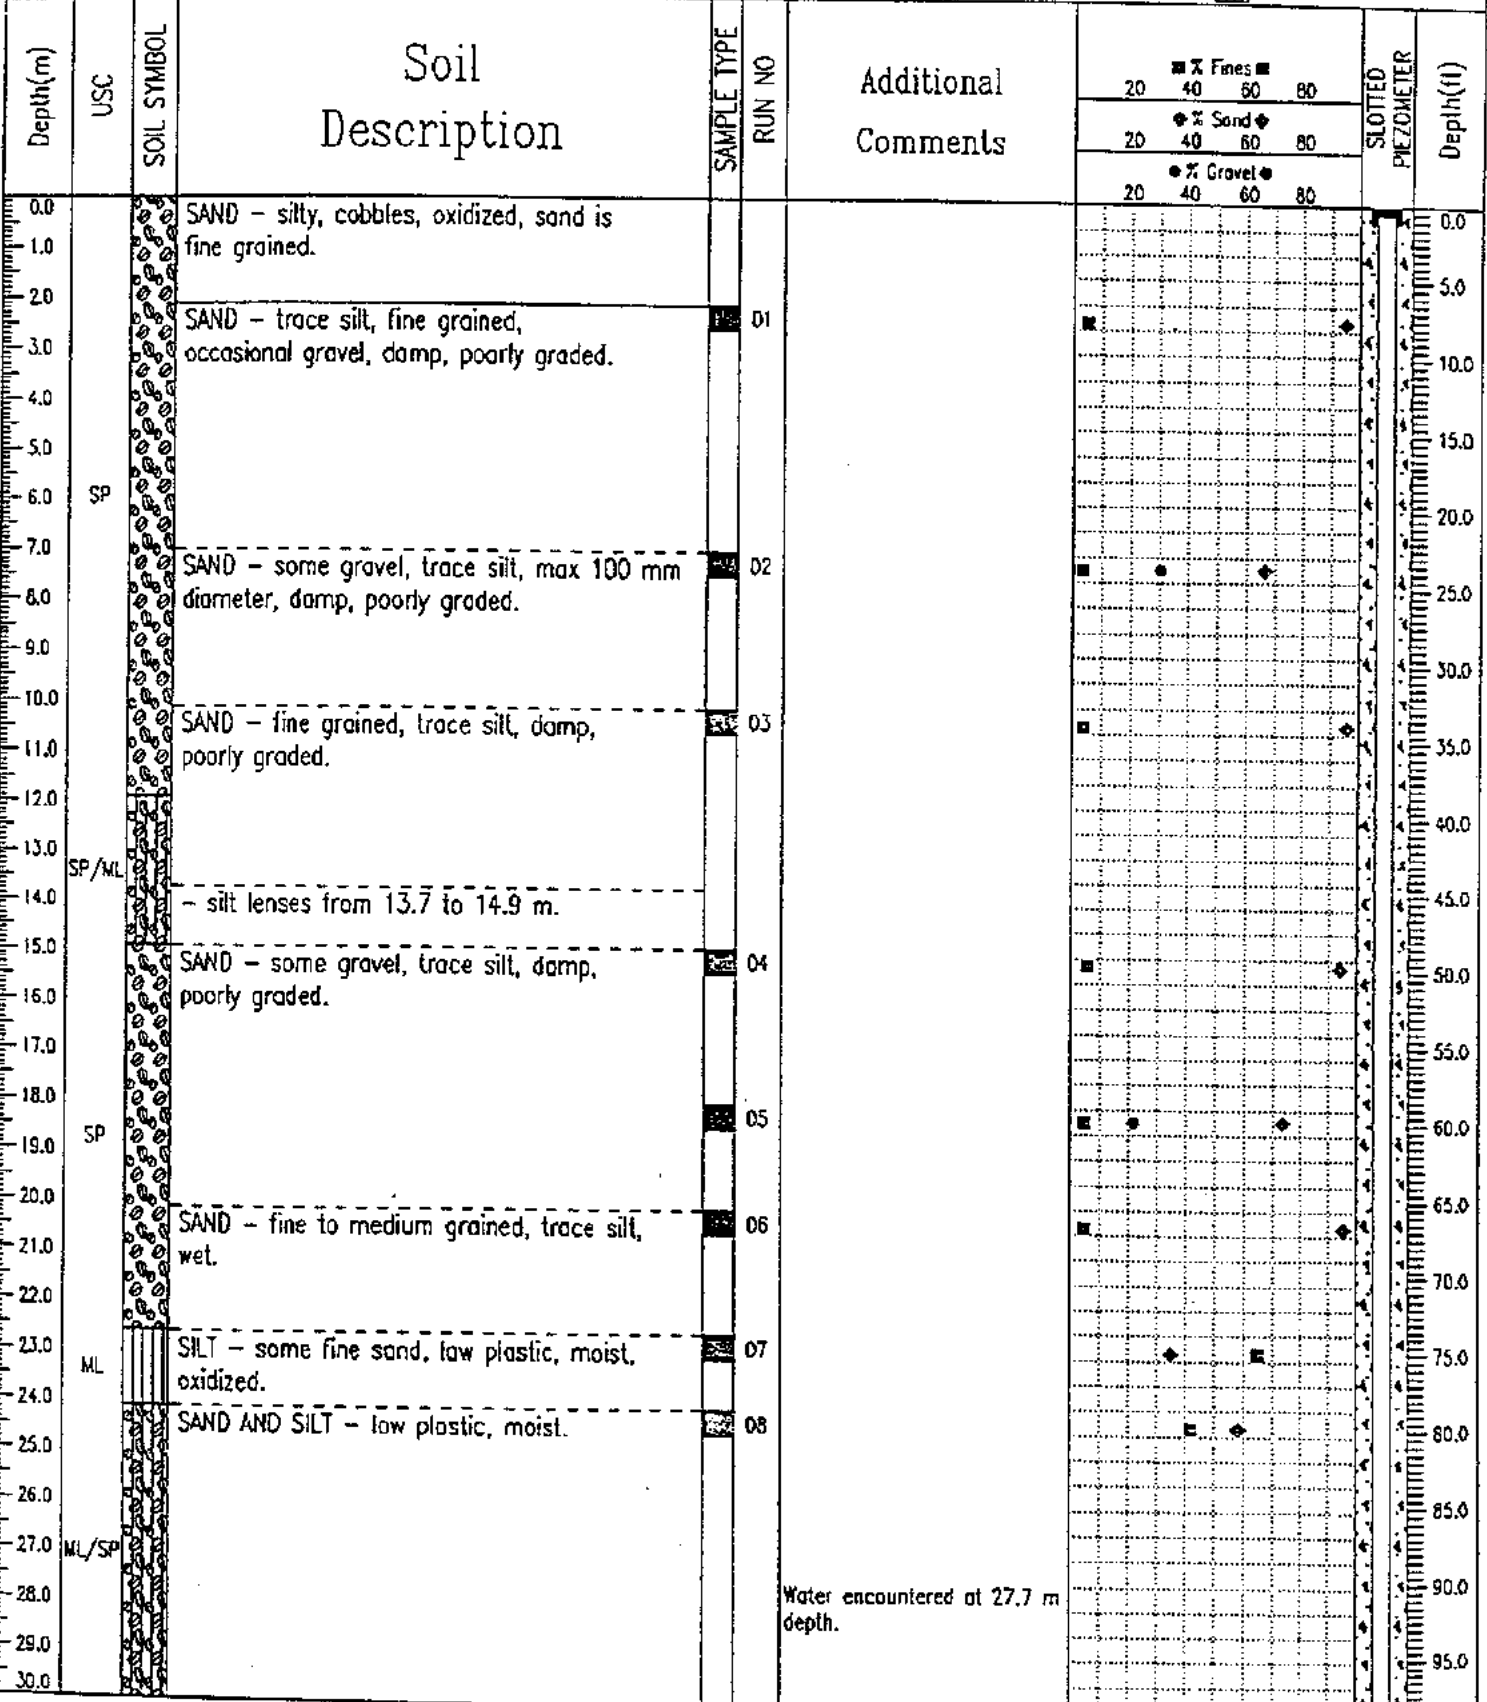 Depth(m)
USC
SOIL SYMBOL
Soil
Description
SAMPLE TYPE
RUN NO
Additional
Comments
■ % Fines ■
20 40 60 80
◆ % Sand ◆
20 40 60 80
● % Gravel ●
20 40 60 80
SLOTTED
PIEZOMETER
Depth(ft)
0.0
1.0
2.0
3.0
4.0
5.0
6.0
7.0
8.0
9.0
10.0
11.0
12.0
13.0
14.0
15.0
16.0
17.0
18.0
19.0
20.0
21.0
22.0
23.0
24.0
25.0
26.0
27.0
28.0
29.0
30.0
SP
SP/ML
SP
ML
ML/SP
SAND – silty, cobbles, oxidized, sand is
fine grained.
SAND – trace silt, fine grained,
occasional gravel, damp, poorly graded.
SAND – some gravel, trace silt, max 100 mm
diameter, damp, poorly graded.
SAND – fine grained, trace silt, damp,
poorly graded.
– silt lenses from 13.7 to 14.9 m.
SAND – some gravel, trace silt, damp,
poorly graded.
SAND – fine to medium grained, trace silt,
wet.
SILT – some fine sand, low plastic, moist,
oxidized.
SAND AND SILT – low plastic, moist.
01
02
03
04
05
06
07
08
Water encountered at 27.7 m
depth.
0.0
5.0
10.0
15.0
20.0
25.0
30.0
35.0
40.0
45.0
50.0
55.0
60.0
65.0
70.0
75.0
80.0
85.0
90.0
95.0